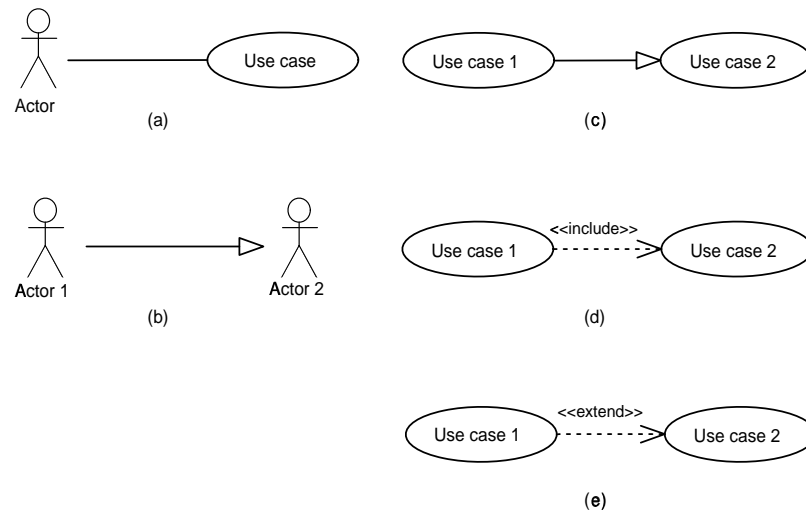 Use case
Actor
(a)
Use case 1
Use case 2
(c)
Actor 1
Actor 2
(b)
<<include>>
Use case 1
Use case 2
(d)
<<extend>>
Use case 1
Use case 2
(e)